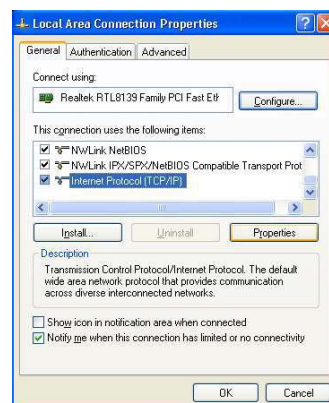 Local Area Connection Properties
General Authentication Advanced
Connect using:
Realtek RTL8139 Family PCI Fast Eth
Configure...
This connection uses the following items:
NWLink NetBIOS
NWLink IPX/SPX/NetBIOS Compatible Transport Prot
Internet Protocol (TCP/IP)
Install... Uninstall Properties
Description
Transmission Control Protocol/Internet Protocol. The default
wide area network protocol that provides communication
across diverse interconnected networks.
Show icon in notification area when connected
Notify me when this connection has limited or no connectivity
OK Cancel